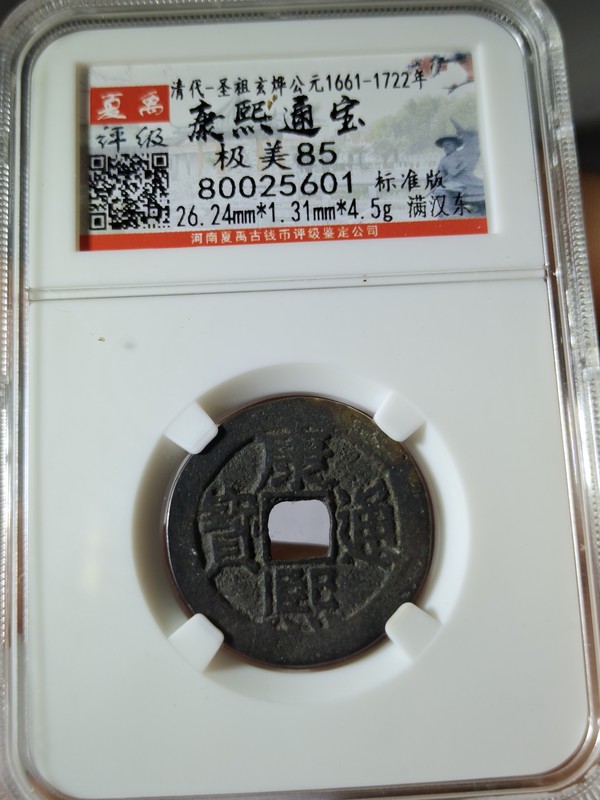 清代-圣祖玄烨公元1661-1722年
夏禹
评级
康熙通宝
极美85
80025601 标准版
26.24mm*1.31mm*4.5g 满汉东
河南夏禹古钱币评级鉴定公司
康熙通寶